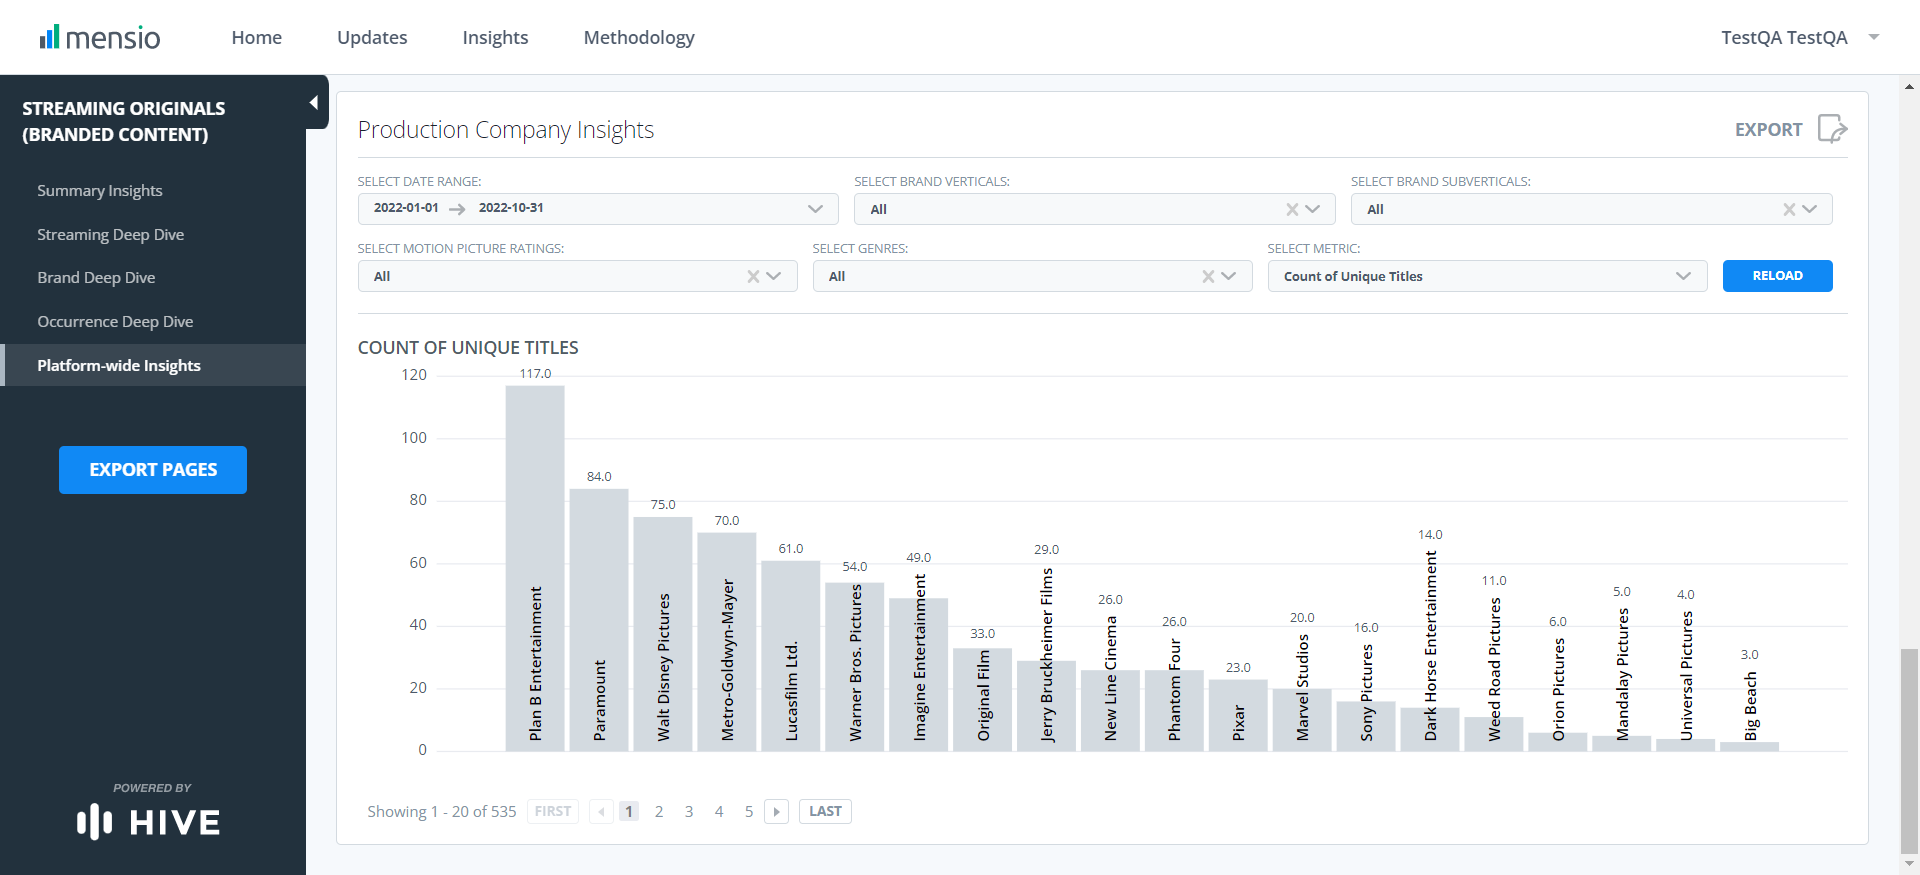 mensio
Home
Updates
Insights
Methodology
TestQA TestQA
STREAMING ORIGINALS
(BRANDED CONTENT)
Summary Insights
Streaming Deep Dive
Brand Deep Dive
Occurrence Deep Dive
Platform-wide Insights
EXPORT PAGES
POWERED BY
HIVE
Production Company Insights
EXPORT
SELECT DATE RANGE:
2022-01-01
2022-10-31
SELECT BRAND VERTICALS:
All
SELECT BRAND SUBVERTICALS:
All
SELECT MOTION PICTURE RATINGS:
All
SELECT GENRES:
All
SELECT METRIC:
Count of Unique Titles
RELOAD
COUNT OF UNIQUE TITLES
120
100
80
60
40
20
0
117.0
Plan B Entertainment
84.0
Paramount
75.0
Walt Disney Pictures
70.0
Metro-Goldwyn-Mayer
61.0
Lucasfilm Ltd.
54.0
Warner Bros. Pictures
49.0
Imagine Entertainment
33.0
Original Film
29.0
Jerry Bruckheimer Films
26.0
New Line Cinema
26.0
Phantom Four
23.0
Pixar
20.0
Marvel Studios
16.0
Sony Pictures
14.0
Dark Horse Entertainment
11.0
Weed Road Pictures
6.0
Orion Pictures
5.0
Mandalay Pictures
4.0
Universal Pictures
3.0
Big Beach
Showing 1 - 20 of 535
FIRST
1
2
3
4
5
LAST